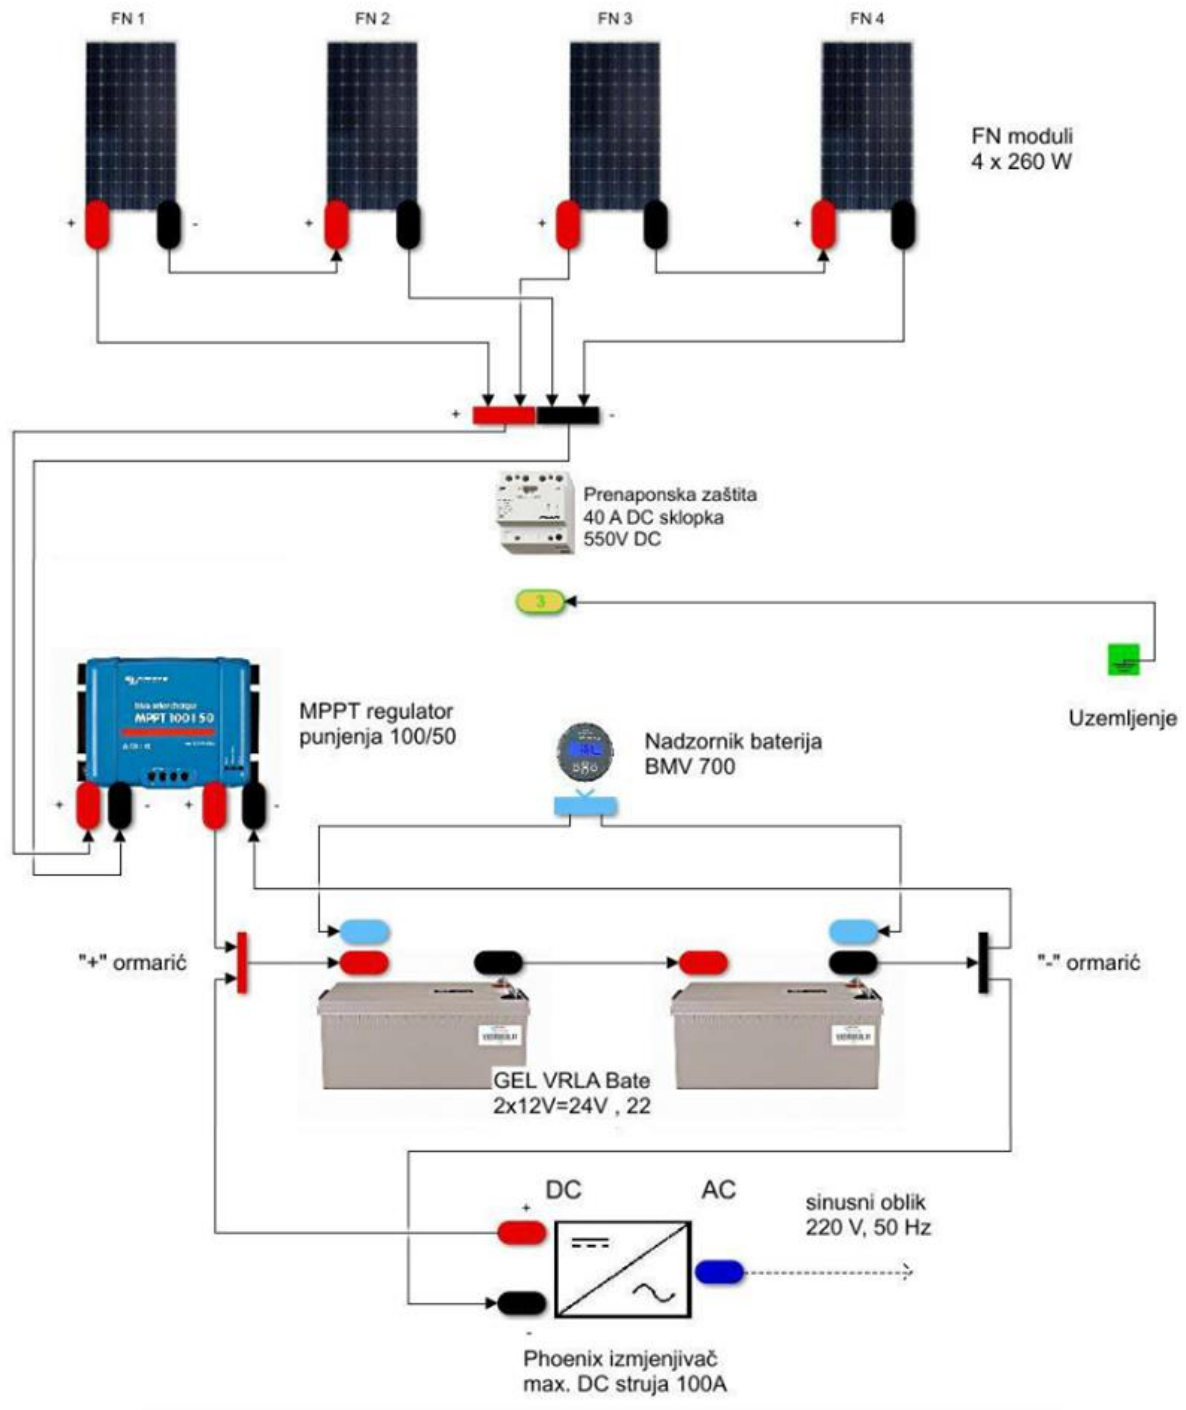 FN 1
FN 2
FN 3
FN 4
FN moduli
4 x 260 W
+
-
+
+
+
+
-
Prenaponska zaštita
40 A DC sklopka
550V DC
3
Uzemljenje
MPPT 100 | 50
MPPT regulator
punjenja 100/50
Nadzornik baterija
BMV 700
+
-
+
-
"+" ormarić
"-" ormarić
GEL VRLA Bate
2x12V=24V , 22
DC
AC
+
-
sinusni oblik
220 V, 50 Hz
Phoenix izmjenjivač
max. DC struja 100A